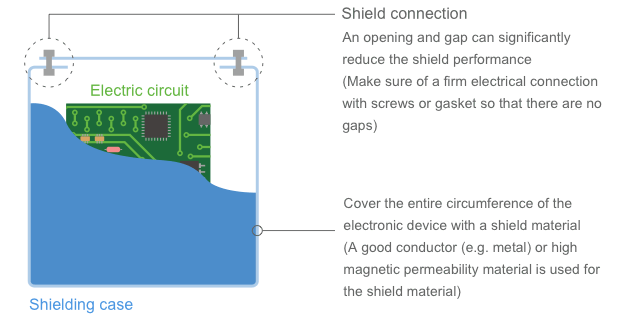 Shield connection
An opening and gap can significantly
reduce the shield performance
(Make sure of a firm electrical connection
with screws or gasket so that there are no
gaps)
Electric circuit
Cover the entire circumference of the
electronic device with a shield material
(A good conductor (e.g. metal) or high
magnetic permeability material is used for
the shield material)
Shielding case